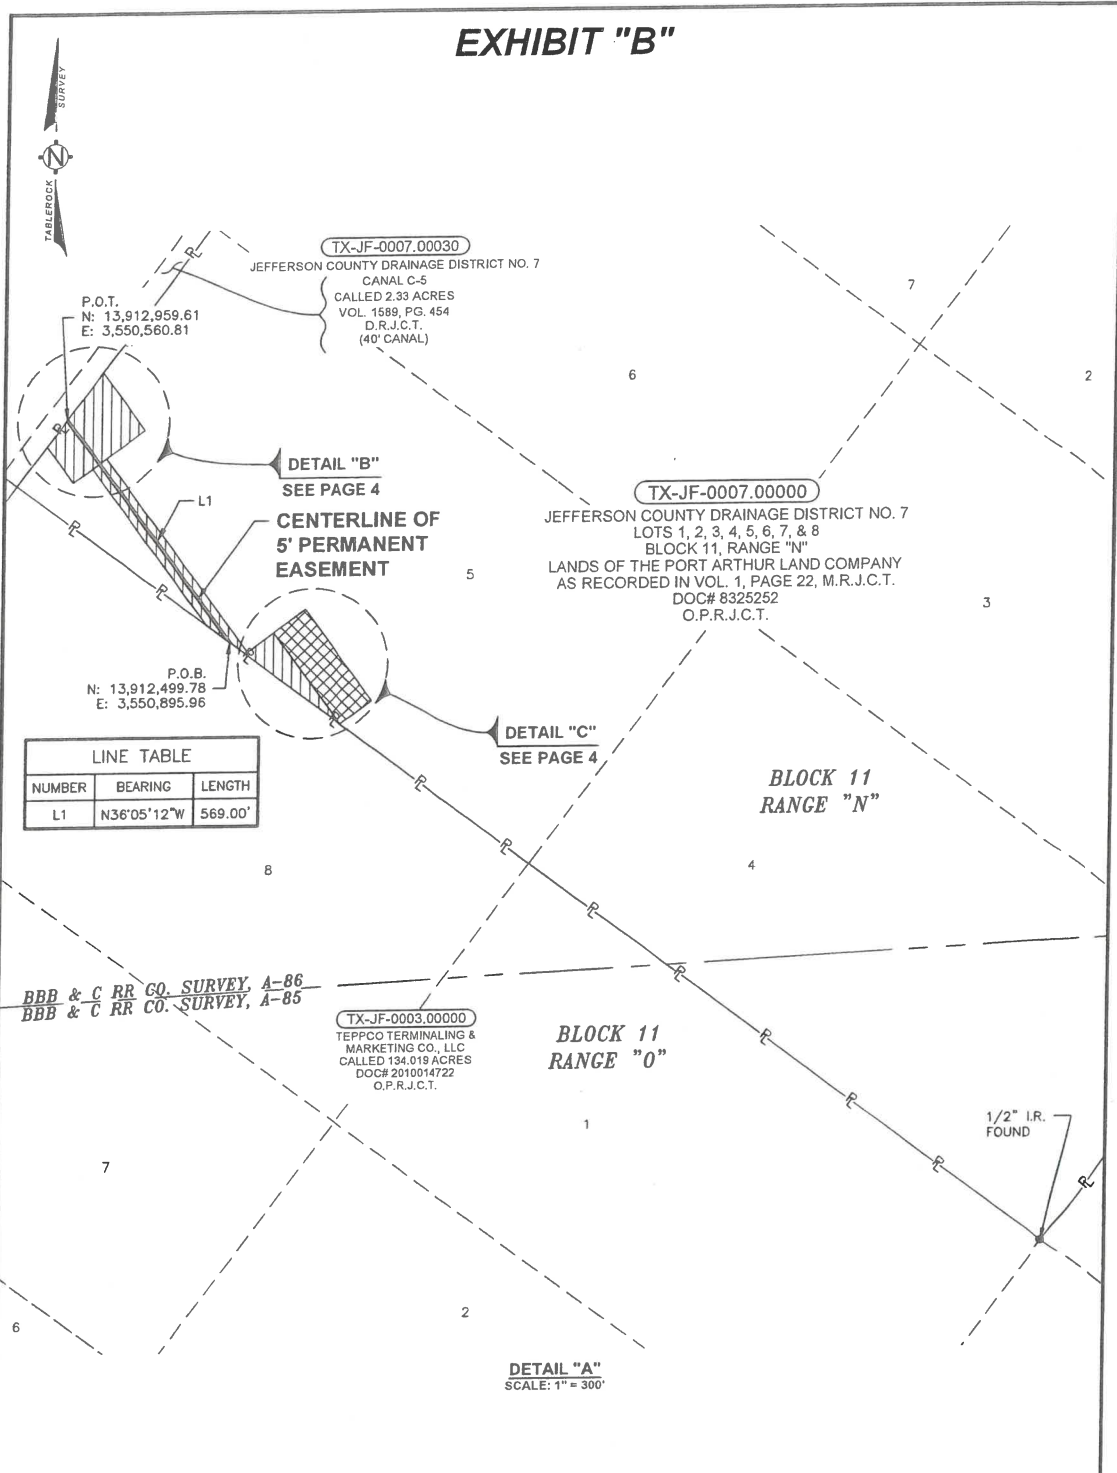 EXHIBIT "B"
SURVEY
N
TABLEROCK
TX-JF-0007.00030
JEFFERSON COUNTY DRAINAGE DISTRICT NO. 7
CANAL C-5
CALLED 2.33 ACRES
VOL. 1589, PG. 454
D.R.J.C.T.
(40' CANAL)
P.O.T.
N: 13,912,959.61
E: 3,550,560.81
7
6
2
DETAIL "B"
SEE PAGE 4
L1
CENTERLINE OF
5' PERMANENT
EASEMENT
TX-JF-0007.00000
JEFFERSON COUNTY DRAINAGE DISTRICT NO. 7
LOTS 1, 2, 3, 4, 5, 6, 7, & 8
BLOCK 11, RANGE "N"
LANDS OF THE PORT ARTHUR LAND COMPANY
AS RECORDED IN VOL. 1, PAGE 22, M.R.J.C.T.
DOC# 8325252
O.P.R.J.C.T.
5
3
P.O.B.
N: 13,912,499.78
E: 3,550,895.96
DETAIL "C"
SEE PAGE 4
LINE TABLE
NUMBER BEARING LENGTH
L1 N36°05'12"W 569.00'
BLOCK 11
RANGE "N"
8
4
BBB & C RR CO. SURVEY, A-86
BBB & C RR CO. SURVEY, A-85
TX-JF-0003.00000
TEPPCO TERMINALING &
MARKETING CO., LLC
CALLED 134.019 ACRES
DOC# 2010014722
O.P.R.J.C.T.
BLOCK 11
RANGE "O"
1
1/2" I.R.
FOUND
7
2
6
DETAIL "A"
SCALE: 1" = 300'